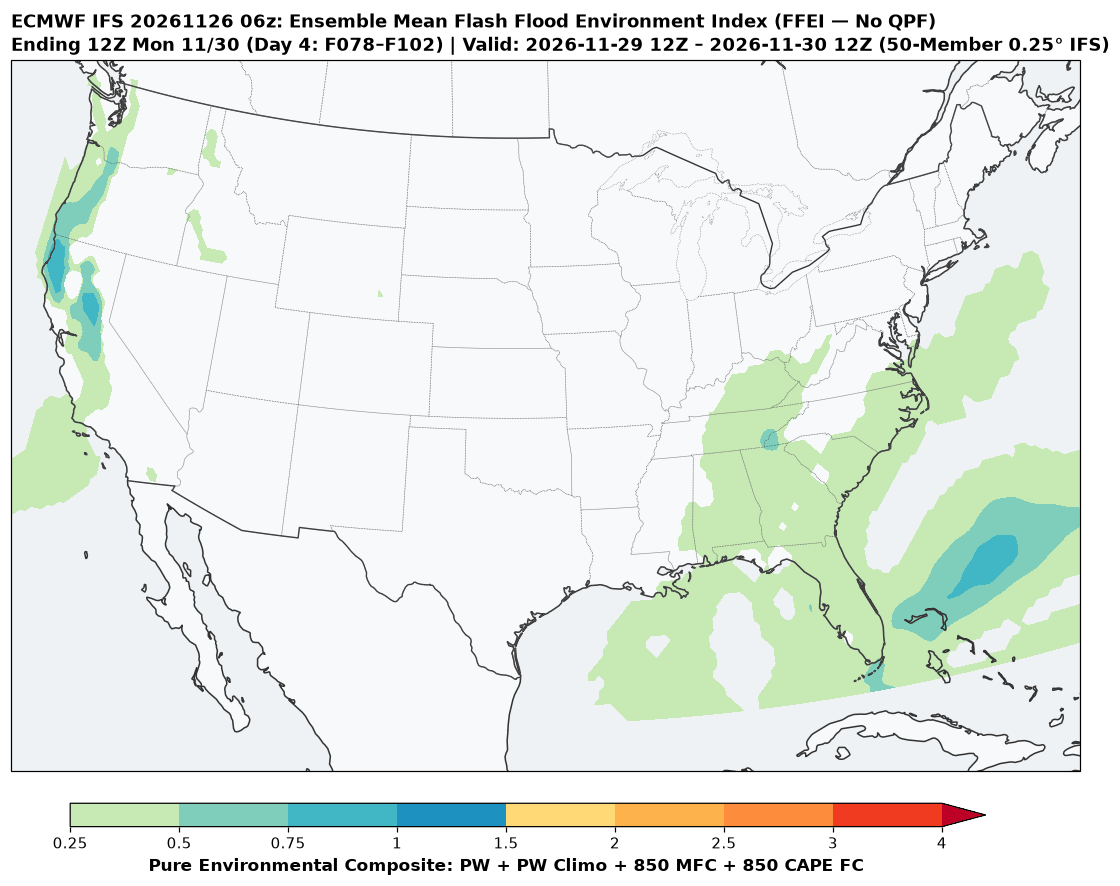 ECMWF IFS 20261126 06z: Ensemble Mean Flash Flood Environment Index (FFEI — No QPF)
Ending 12Z Mon 11/30 (Day 4: F078–F102) | Valid: 2026-11-29 12Z – 2026-11-30 12Z (50-Member 0.25° IFS)
0.25 0.5 0.75 1 1.5 2 2.5 3 4
Pure Environmental Composite: PW + PW Climo + 850 MFC + 850 CAPE FC